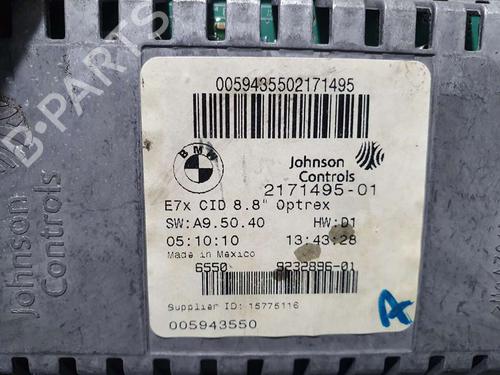 0059435502171495
BMW
Johnson
Controls
2171495-01
E7x CID 8.8" Optrex
SW:A9.50.40 HW:D1
05:10:10 13:43:28
Made in Mexico
6550 9232896-01
Supplier ID: 15775116
005943550
A
Johnson
Controls
B-PARTS